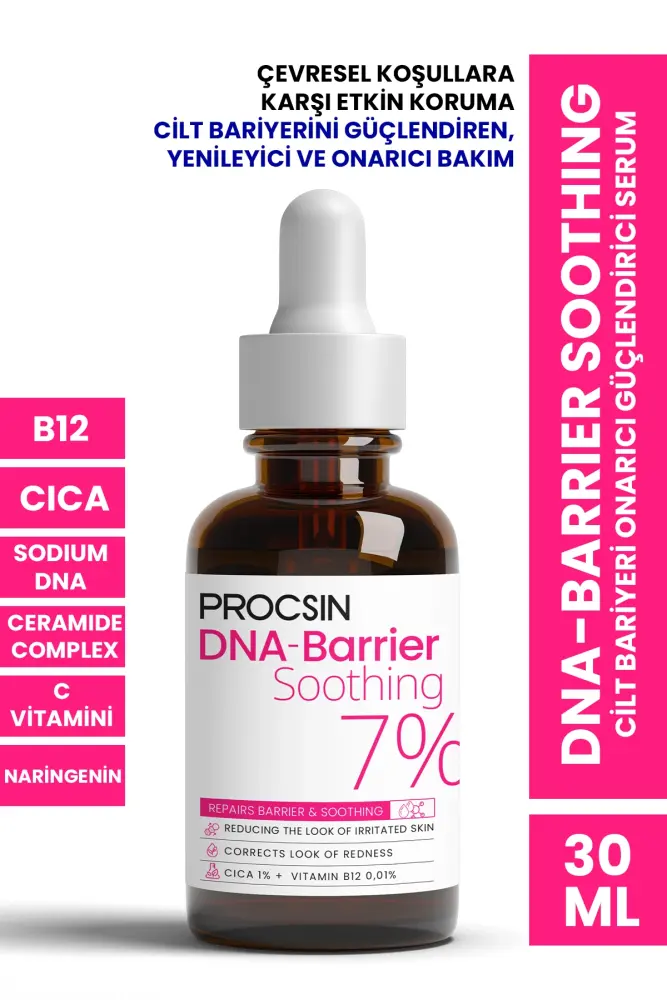 ÇEVRESEL KOŞULLARA
KARŞI ETKİN KORUMA
CİLT BARİYERİNİ GÜÇLENDİREN,
YENİLEYİCİ VE ONARICI BAKIM
DNA-BARRIER SOOTHING
CİLT BARİYERİ ONARICI GÜÇLENDİRİCİ SERUM
B12
CICA
SODIUM
DNA
CERAMIDE
COMPLEX
C
VİTAMİNİ
NARİNGENİN
PROCSIN
DNA-Barrier
Soothing
7%
REPAIRS BARRIER & SOOTHING
REDUCING THE LOOK OF IRRITATED SKIN
CORRECTS LOOK OF REDNESS
CICA 1% + VITAMIN B12 0,01%
30
ML